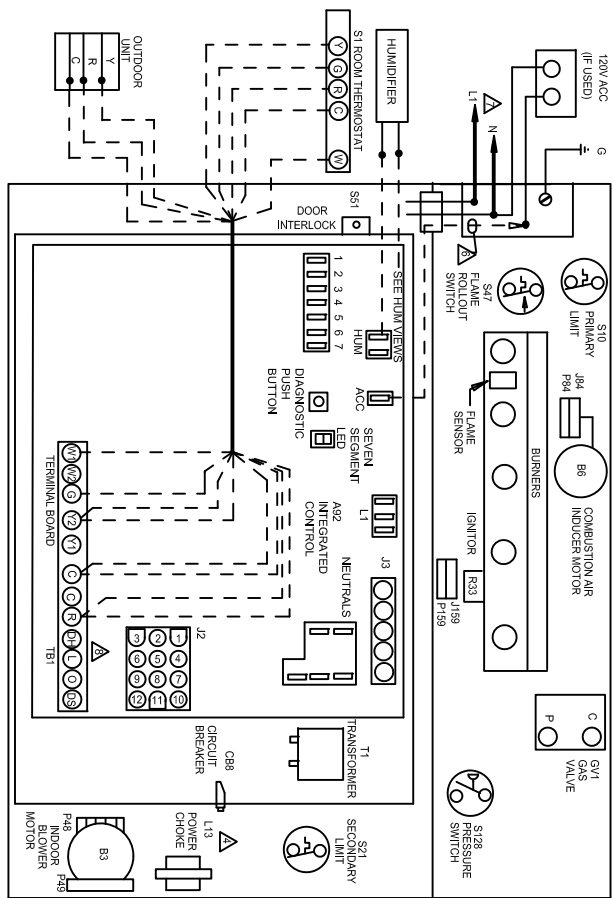 OUTDOOR
UNIT
Y
R
C
S1 ROOM THERMOSTAT
Y
G
R
C
W
HUMIDIFIER
120V ACC
(IF USED)
L1
7
N
G
S51
DOOR
INTERLOCK
6
S47
FLAME
ROLLOUT
SWITCH
S10
PRIMARY
LIMIT
1
2
3
4
5
6
7
SEE HUM VIEWS
HUM
ACC
DIAGNOSTIC
PUSH
BUTTON
SEVEN
SEGMENT
LED
FLAME
SENSOR
BURNERS
J84
P84
B6
COMBUSTION AIR
INDUCER MOTOR
TERMINAL BOARD
TB1
W1
W2
G
Y2
Y1
C
C
R
DH
L
O
DS
A92
INTEGRATED
CONTROL
L1
NEUTRALS
J3
IGNITOR
R33
J159
P159
8
J2
3
2
1
6
5
4
9
8
7
12
11
10
C
P
GV1
GAS
VALVE
T1
TRANSFORMER
CB8
CIRCUIT
BREAKER
S128
PRESSURE
SWITCH
P48
INDOOR
BLOWER
MOTOR
B3
P49
4
L13
POWER
CHOKE
S21
SECONDARY
LIMIT